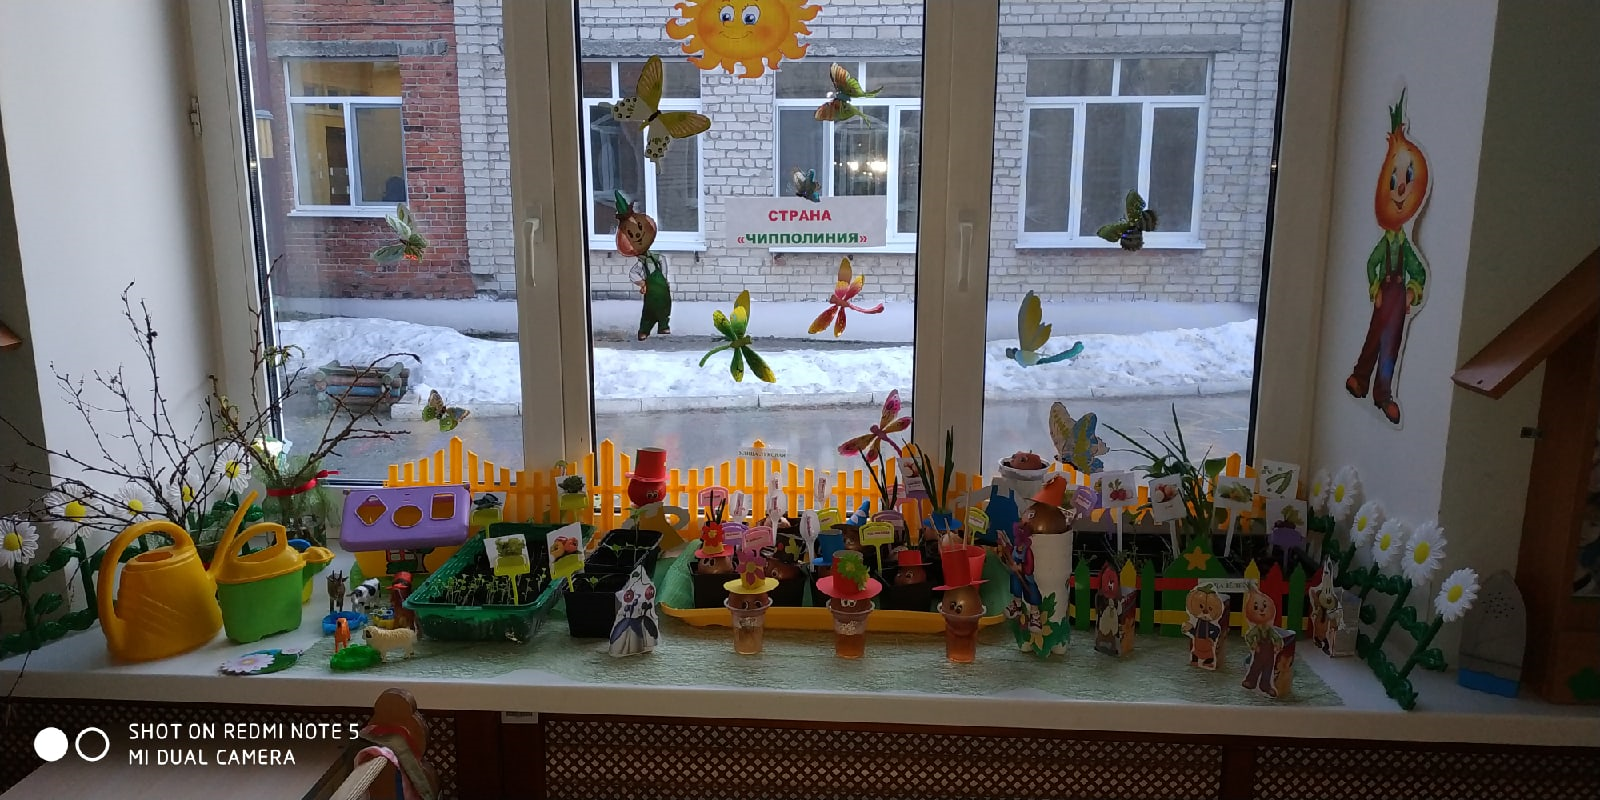 СТРАНА
«ЧИППОЛИНИЯ»
SHOT ON REDMI NOTE 5
MI DUAL CAMERA